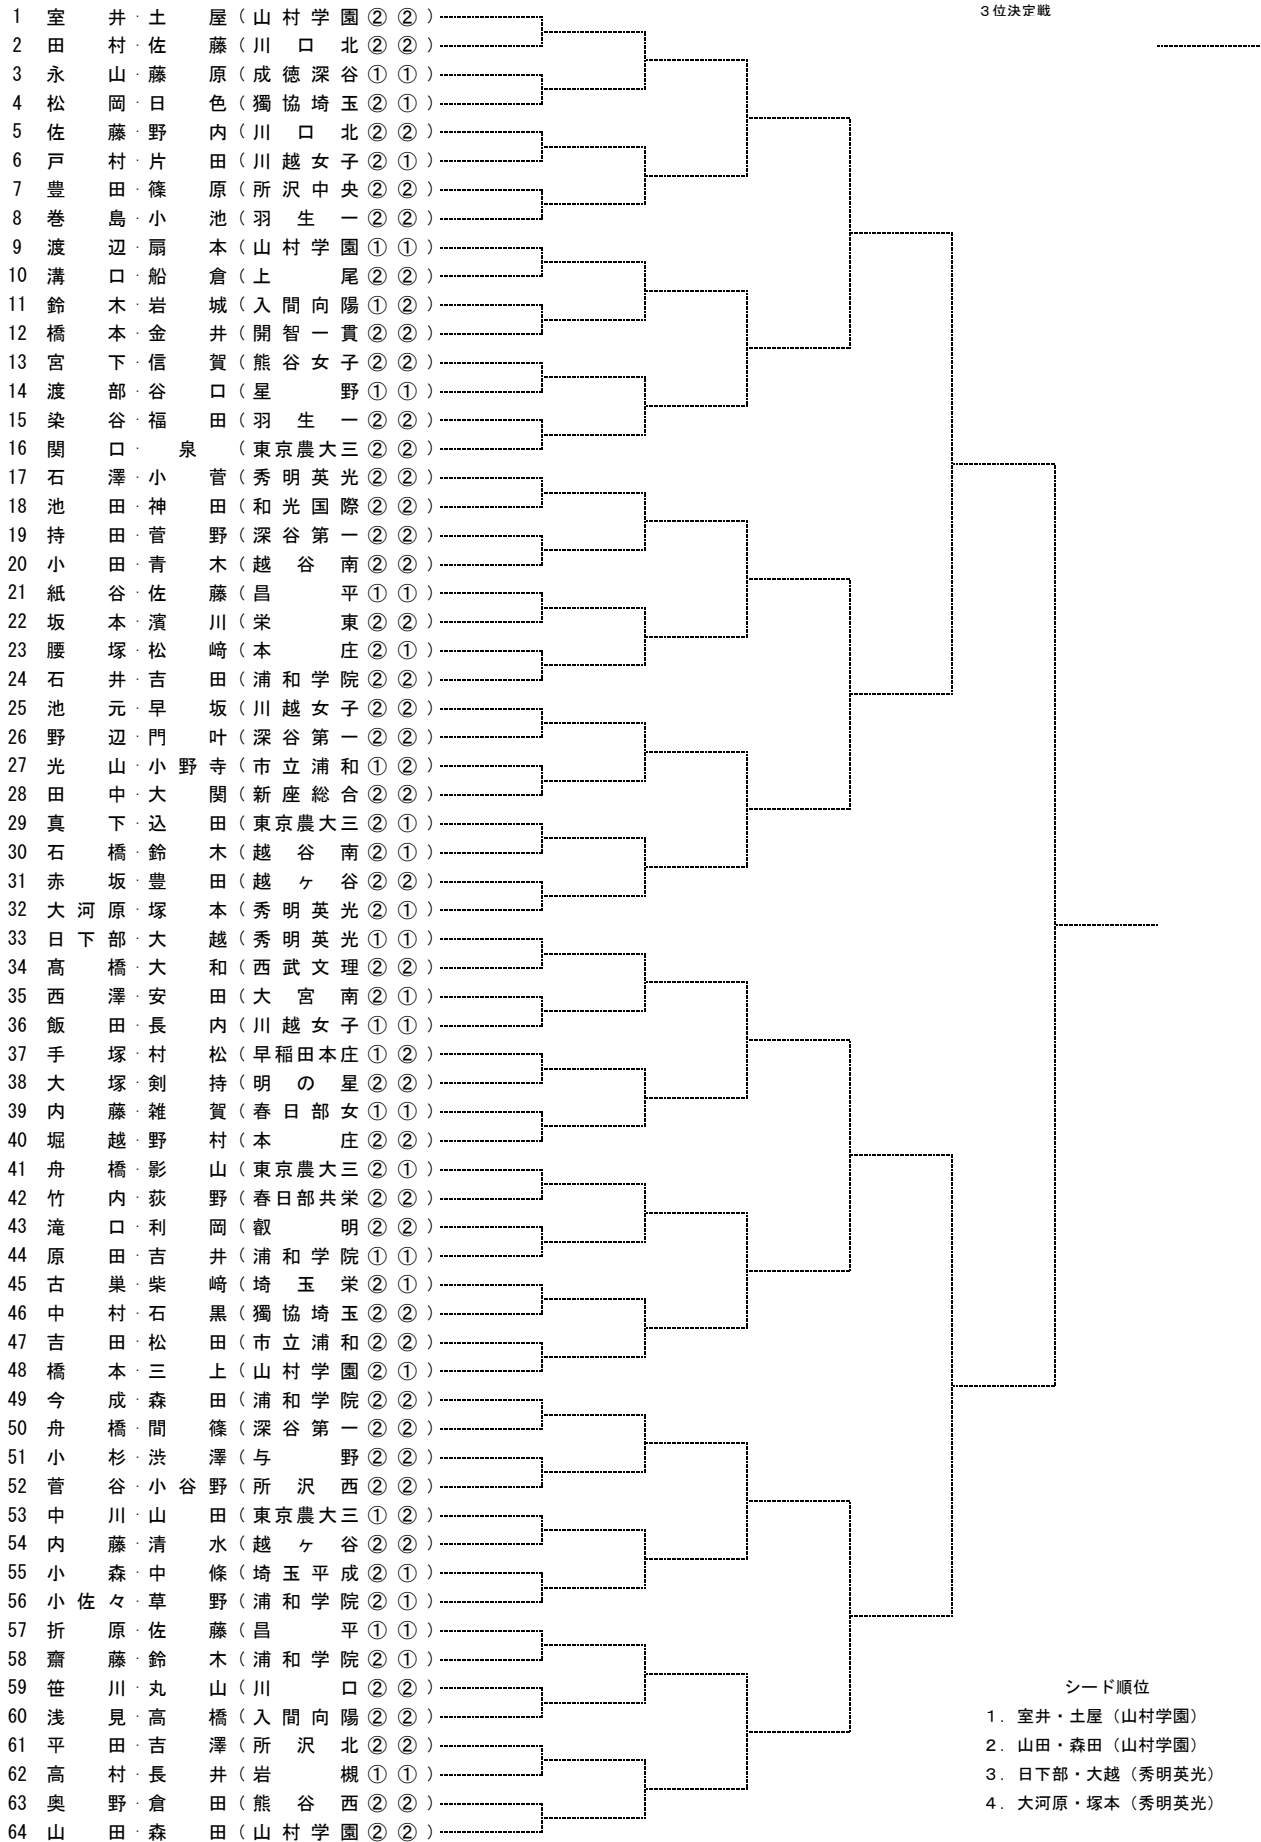 3位決定戦
1 室井・土屋（山村学園②②）
2 田村・佐藤（川口北②②）
3 永山・藤原（成徳深谷①①）
4 松岡・日色（獨協埼玉②①）
5 佐藤・野内（川口北②②）
6 戸村・片田（川越女子②①）
7 豊田・篠原（所沢中央②②）
8 巻島・小池（羽生一②②）
9 渡辺・扇本（山村学園①①）
10 溝口・船倉（上尾②②）
11 鈴木・岩城（入間向陽①②）
12 橋本・金井（開智一貫②②）
13 宮下・信賀（熊谷女子②②）
14 渡部・谷口（星野①①）
15 染谷・福田（羽生一②②）
16 関口・泉（東京農大三②②）
17 石澤・小菅（秀明英光②②）
18 池田・神田（和光国際②②）
19 持田・菅野（深谷第一②②）
20 小田・青木（越谷南②②）
21 紙谷・佐藤（昌平①①）
22 坂本・濱川（栄東②②）
23 腰塚・松﨑（本庄②①）
24 石井・吉田（浦和学院②②）
25 池元・早坂（川越女子②②）
26 野辺・門叶（深谷第一②②）
27 光山・小野寺（市立浦和①②）
28 田中・大関（新座総合②②）
29 真下・込田（東京農大三②①）
30 石橋・鈴木（越谷南②①）
31 赤坂・豊田（越ヶ谷②②）
32 大河原・塚本（秀明英光②①）
33 日下部・大越（秀明英光①①）
34 髙橋・大和（西武文理②②）
35 西澤・安田（大宮南②①）
36 飯田・長内（川越女子①①）
37 手塚・村松（早稲田本庄①②）
38 大塚・剣持（明の星②②）
39 内藤・雑賀（春日部女①①）
40 堀越・野村（本庄②②）
41 舟橋・影山（東京農大三②①）
42 竹内・荻野（春日部共栄②②）
43 滝口・利岡（叡明②②）
44 原田・吉井（浦和学院①①）
45 古巣・柴﨑（埼玉栄②①）
46 中村・石黒（獨協埼玉②②）
47 吉田・松田（市立浦和②②）
48 橋本・三上（山村学園②①）
49 今成・森田（浦和学院②②）
50 舟橋・間篠（深谷第一②②）
51 小杉・渋澤（与野②②）
52 菅谷・小谷野（所沢西②②）
53 中川・山田（東京農大三①②）
54 内藤・清水（越ヶ谷②②）
55 小森・中條（埼玉平成②①）
56 小佐々・草野（浦和学院②①）
57 折原・佐藤（昌平①①）
58 齋藤・鈴木（浦和学院②①）
59 笹川・丸山（川口②②）
60 浅見・高橋（入間向陽②②）
61 平田・吉澤（所沢北②②）
62 高村・長井（岩槻①①）
63 奥野・倉田（熊谷西②②）
64 山田・森田（山村学園②②）
シード順位
1．室井・土屋（山村学園）
2．山田・森田（山村学園）
3．日下部・大越（秀明英光）
4．大河原・塚本（秀明英光）